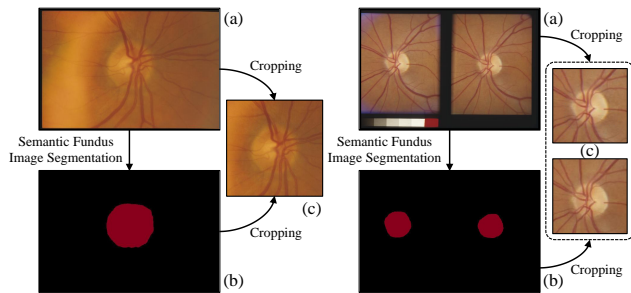 (a)
Cropping
Semantic Fundus
Image Segmentation
(c)
Cropping
(b)
(a)
Cropping
Semantic Fundus
Image Segmentation
(c)
Cropping
(b)